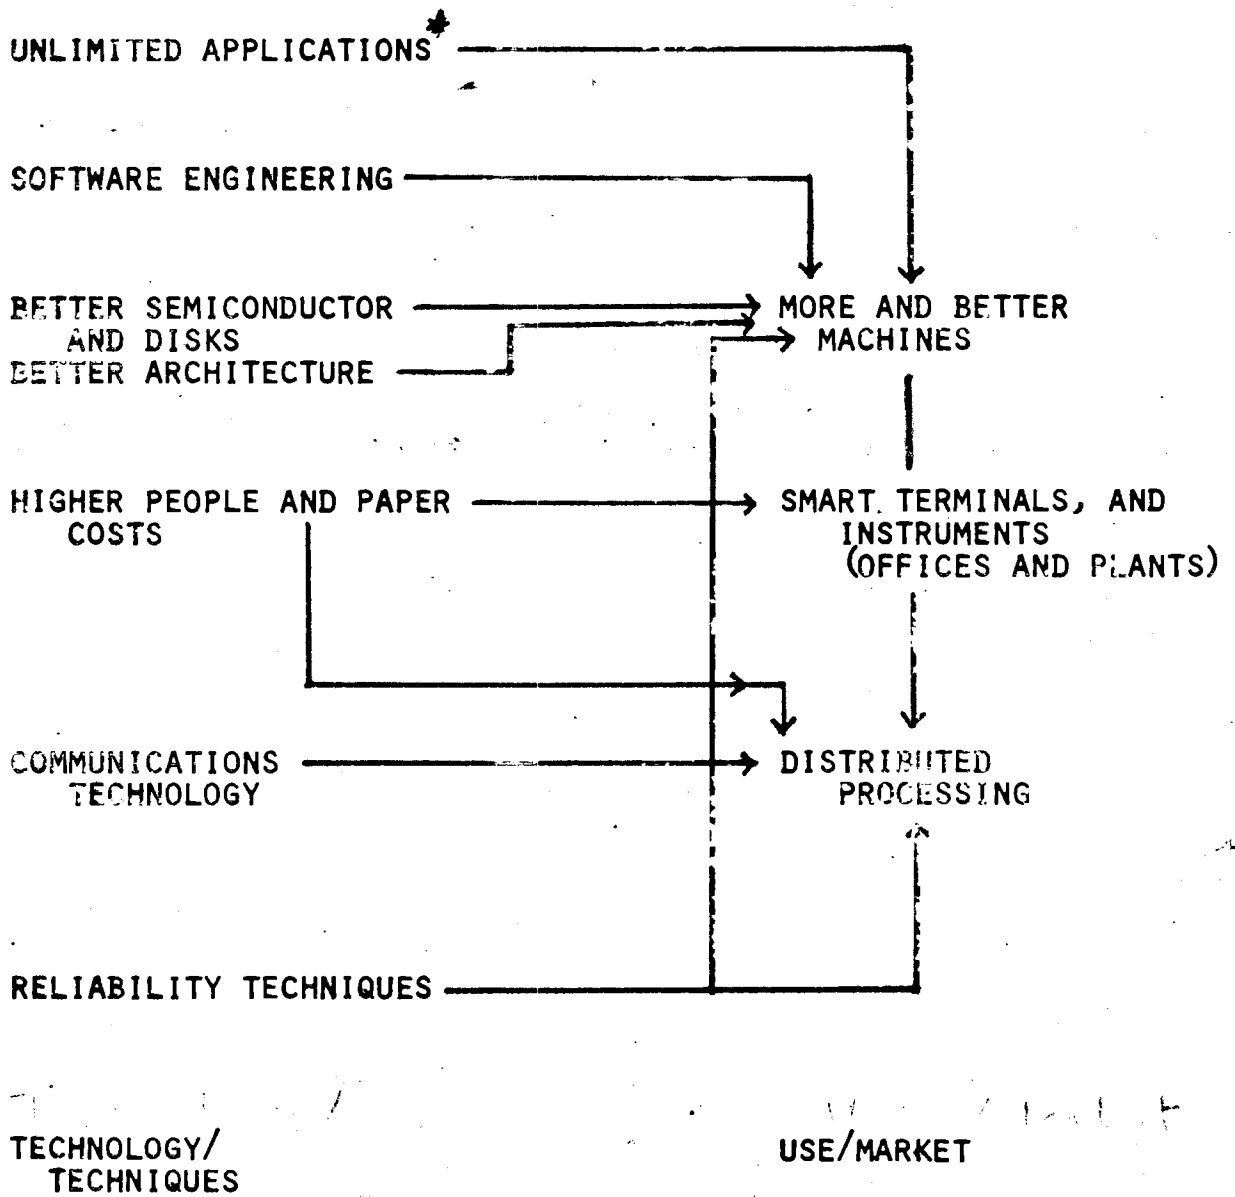 UNLIMITED APPLICATIONS*
SOFTWARE ENGINEERING
BETTER SEMICONDUCTOR
AND DISKS
BETTER ARCHITECTURE
MORE AND BETTER
MACHINES
HIGHER PEOPLE AND PAPER
COSTS
SMART TERMINALS, AND
INSTRUMENTS
(OFFICES AND PLANTS)
COMMUNICATIONS
TECHNOLOGY
DISTRIBUTED
PROCESSING
RELIABILITY TECHNIQUES
TECHNOLOGY/
TECHNIQUES
USE/MARKET